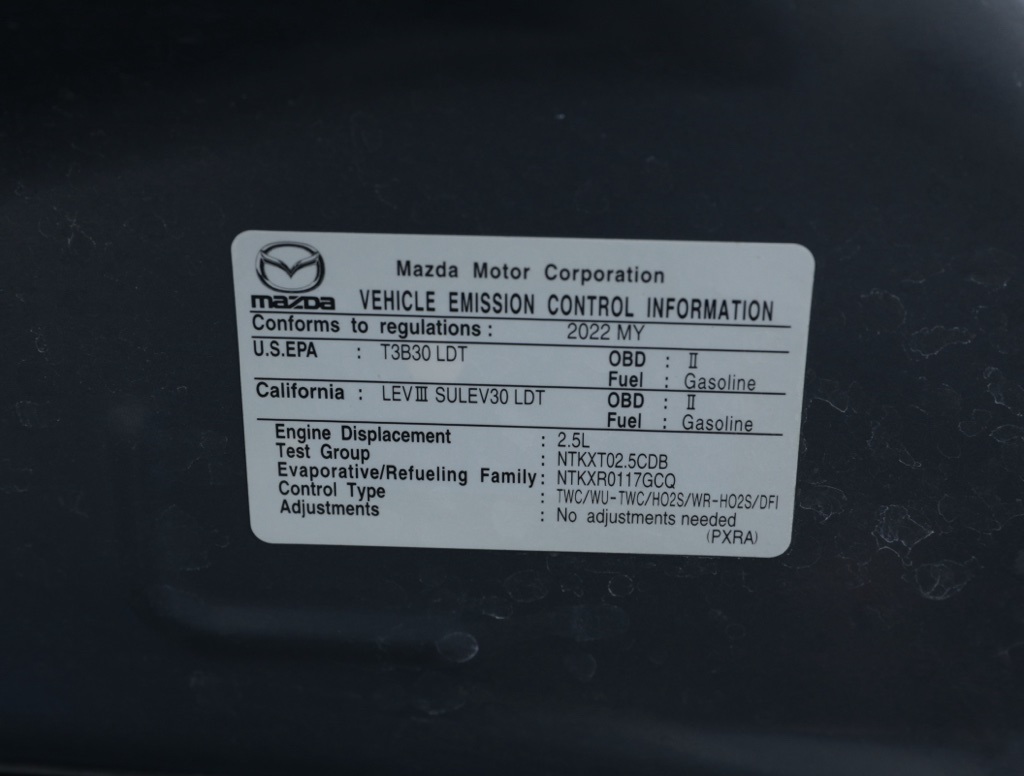 Mazda Motor Corporation
mazda VEHICLE EMISSION CONTROL INFORMATION
Conforms to regulations : 2022 MY
U.S.EPA : T3B30 LDT OBD : II
Fuel : Gasoline
California : LEV III SULEV30 LDT OBD : II
Fuel : Gasoline
Engine Displacement : 2.5L
Test Group : NTKXT02.5CDB
Evaporative/Refueling Family : NTKXR0117GCQ
Control Type : TWC/WU-TWC/HO2S/WR-HO2S/DFI
Adjustments : No adjustments needed
(PXRA)